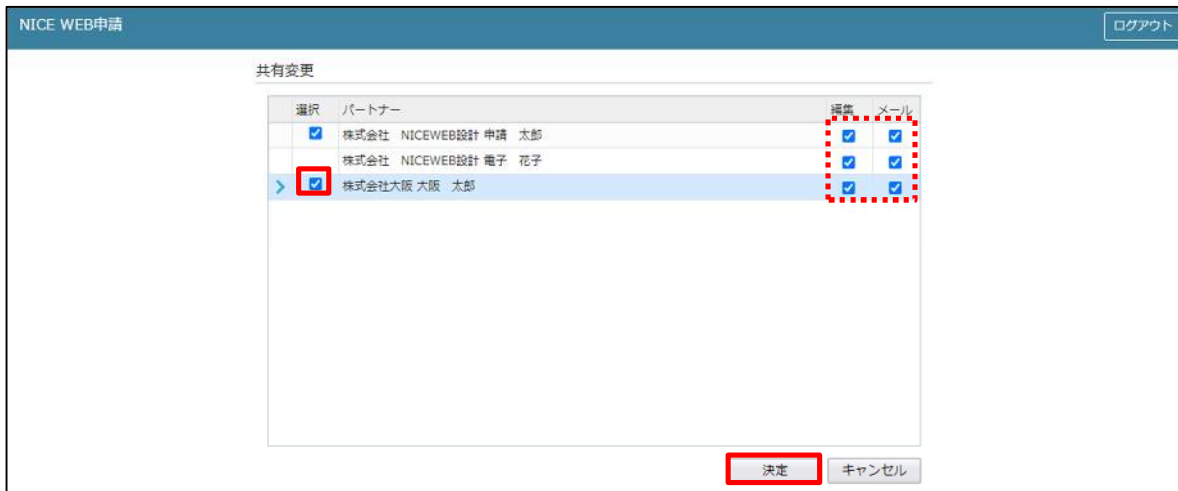 NICE WEB申請
ログアウト
共有変更
選択 パートナー 編集 メール
株式会社 NICEWEB設計 申請 太郎
株式会社 NICEWEB設計 電子 花子
株式会社大阪 大阪 太郎
決定 キャンセル